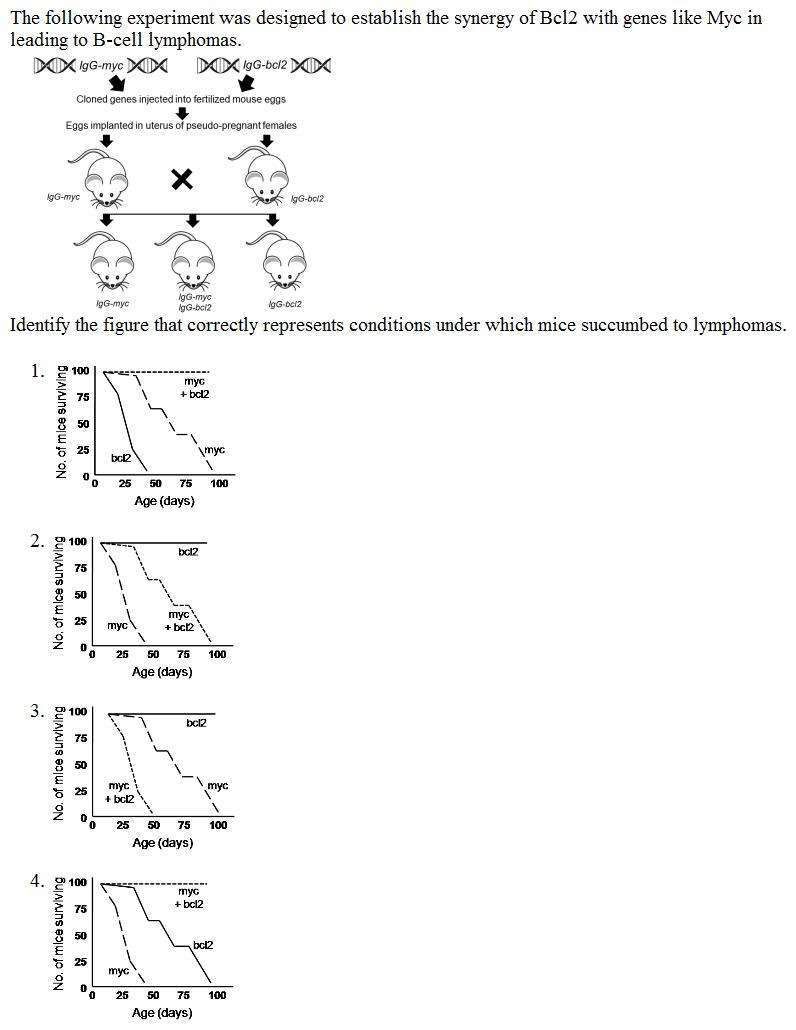 The following experiment was designed to establish the synergy of Bcl2 with genes like Myc in
leading to B-cell lymphomas.
IgG-myc IgG-bcl2
Cloned genes injected into fertilized mouse eggs
Eggs implanted in uterus of pseudo-pregnant females
IgG-myc IgG-bcl2
IgG-myc
IgG-myc
IgG-bcl2
IgG-bcl2
Identify the figure that correctly represents conditions under which mice succumbed to lymphomas.
1.
No. of mice surviving
100
75
50
25
0
myc
+ bcl2
bcl2
myc
0 25 50 75 100
Age (days)
2.
No. of mice surviving
100
75
50
25
0
bcl2
myc
myc
+ bcl2
0 25 50 75 100
Age (days)
3.
No. of mice surviving
100
75
50
25
0
bcl2
myc
+ bcl2
myc
0 25 50 75 100
Age (days)
4.
No. of mice surviving
100
75
50
25
0
myc
+ bcl2
bcl2
myc
0 25 50 75 100
Age (days)